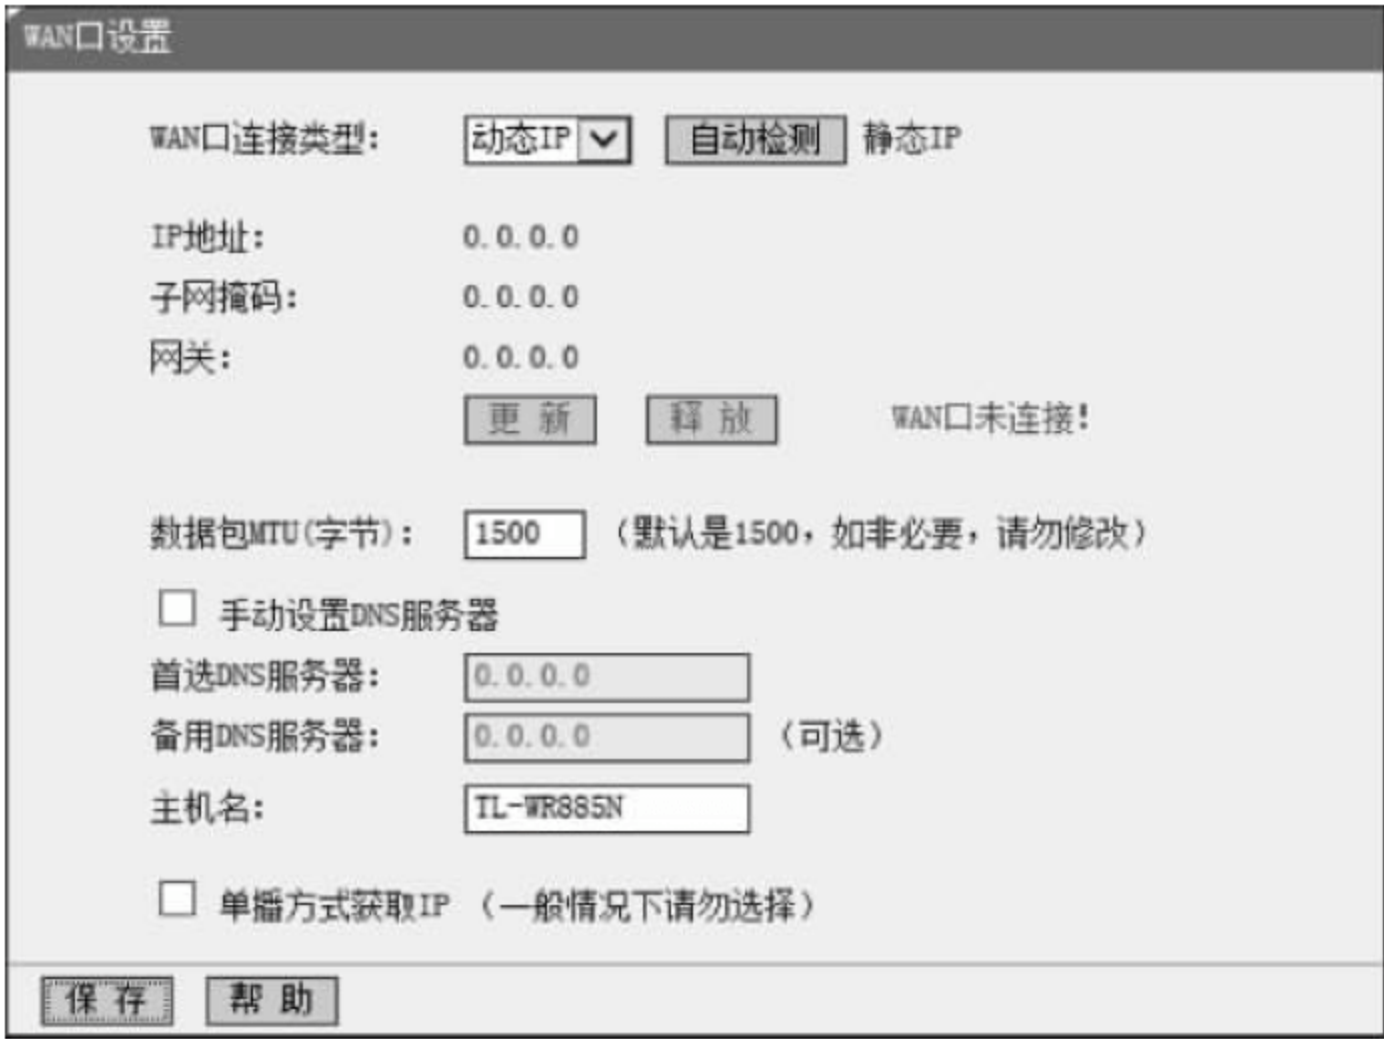 WAN口设置
WAN口连接类型: 动态IP 自动检测 静态IP
IP地址: 0.0.0.0
子网掩码: 0.0.0.0
网关: 0.0.0.0
更 新 释 放 WAN口未连接!
数据包MTU(字节): 1500 (默认是1500,如非必要,请勿修改)
手动设置DNS服务器
首选DNS服务器: 0.0.0.0
备用DNS服务器: 0.0.0.0 (可选)
主机名: TL-WR885N
单播方式获取IP (一般情况下请勿选择)
保 存 帮 助